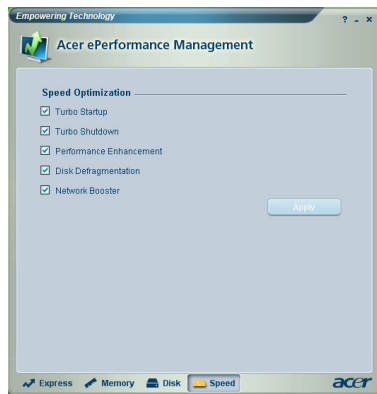 Empowering Technology
? - x
Acer ePerformance Management
Speed Optimization
Turbo Startup
Turbo Shutdown
Performance Enhancement
Disk Defragmentation
Network Booster
Apply
Express Memory Disk Speed acer